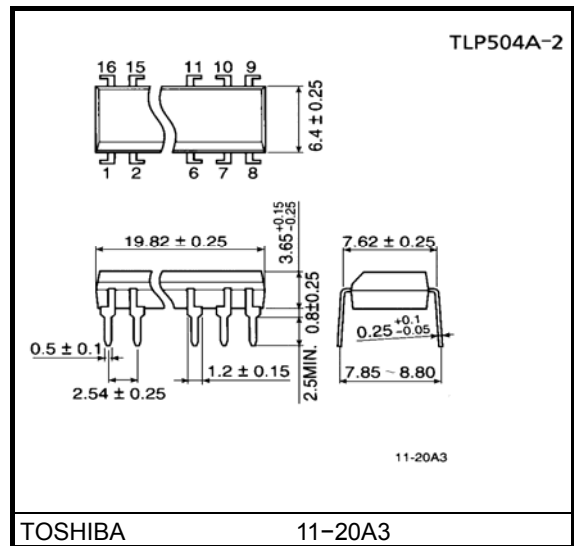 TLP504A-2
16 15 11 10 9
6.4 ± 0.25
1 2 6 7 8
19.82 ± 0.25
3.65 +0.15 -0.25
7.62 ± 0.25
0.8±0.25
0.25 +0.1 -0.05
0.5 ± 0.1
1.2 ± 0.15
2.5MIN.
7.85 ~ 8.80
2.54 ± 0.25
11-20A3
TOSHIBA 11−20A3